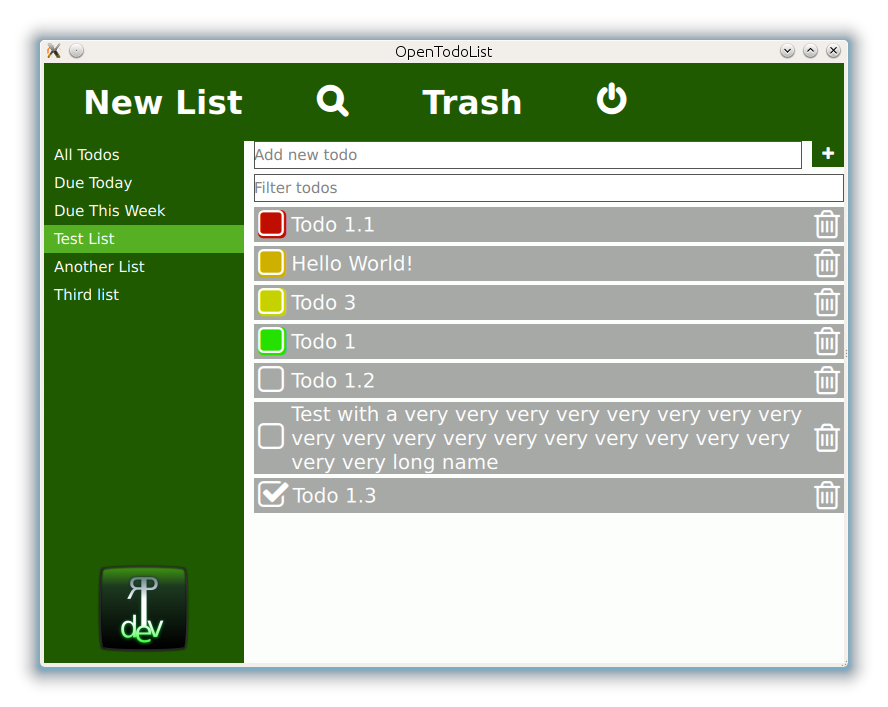 OpenTodoList
New List
Trash
All Todos
Due Today
Due This Week
Test List
Another List
Third list
Add new todo
+
Filter todos
Todo 1.1
Hello World!
Todo 3
Todo 1
Todo 1.2
Test with a very very very very very very very very
very very very very very very very very very very
very very long name
Todo 1.3
RP
dev